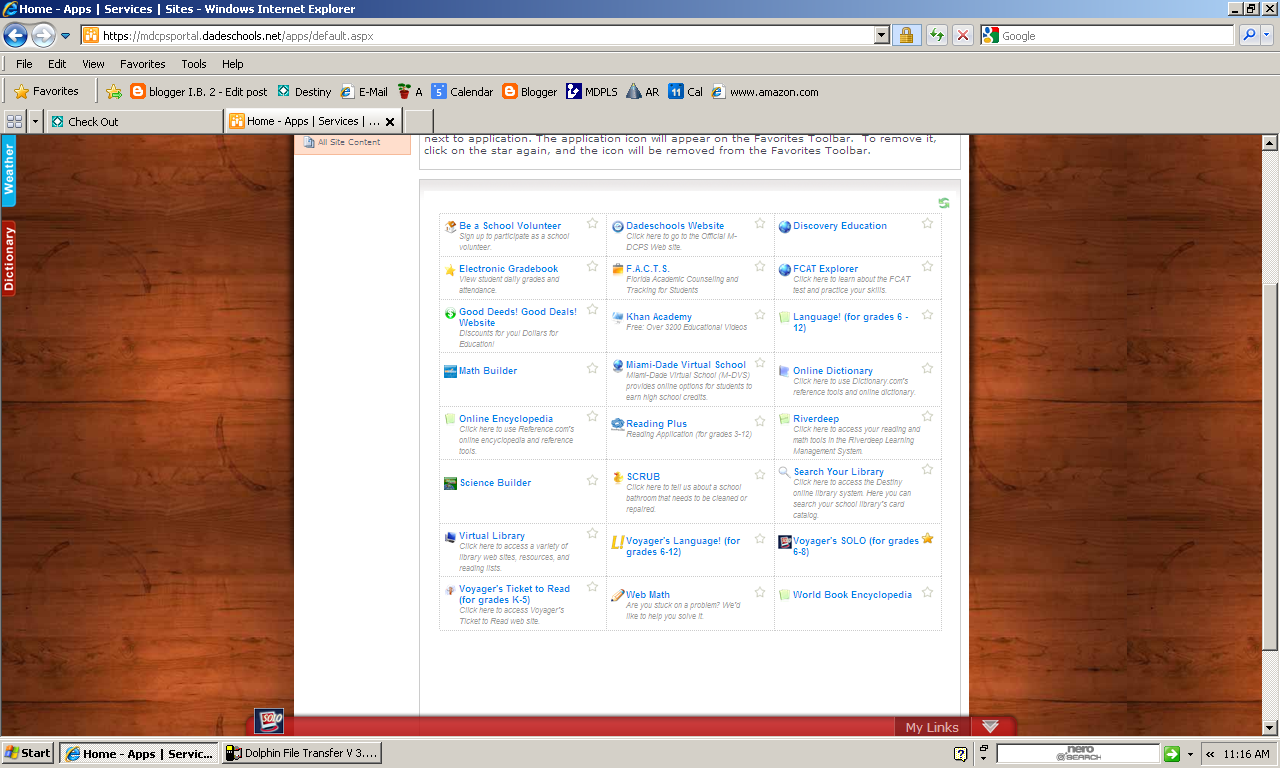 Home - Apps | Services | Sites - Windows Internet Explorer
https://mdcpsportal.dadeschools.net/apps/default.aspx
Google
File Edit View Favorites Tools Help
Favorites blogger I.B. 2 - Edit post Destiny E-Mail A 5 Calendar Blogger MDPLS AR 11 Cal www.amazon.com
Check Out Home - Apps | Services | ...
Weather
Dictionary
All Site Content
next to application. The application icon will appear on the Favorites Toolbar. To remove it,
click on the star again, and the icon will be removed from the Favorites Toolbar.
Be a School Volunteer
Sign up to participate as a school
volunteer.
Dadeschools Website
Click here to go to the Official M-
DCPS Web site.
Discovery Education
Electronic Gradebook
View student daily grades and
attendance.
F.A.C.T.S.
Florida Academic Counseling and
Tracking for Students
FCAT Explorer
Click here to learn about the FCAT
test and practice your skills.
Good Deeds! Good Deals!
Website
Discounts for you! Dollars for
Education!
Khan Academy
Free: Over 3200 Educational Videos
Language! (for grades 6 -
12)
Math Builder
Miami-Dade Virtual School
Miami-Dade Virtual School (M-DVS)
provides online options for students to
earn high school credits.
Online Dictionary
Click here to use Dictionary.com's
reference tools and online dictionary.
Online Encyclopedia
Click here to use Reference.com's
online encyclopedia and reference
tools.
Reading Plus
Reading Application (for grades 3-12)
Riverdeep
Click here to access your reading and
math tools in the Riverdeep Learning
Management System.
Science Builder
SCRUB
Click here to tell us about a school
bathroom that needs to be cleaned or
repaired.
Search Your Library
Click here to access the Destiny
online library system. Here you can
search your school library's card
catalog.
Virtual Library
Click here to access a variety of
library web sites, resources, and
reading lists.
L! Voyager's Language! (for
grades 6-12)
Voyager's SOLO (for grades
6-8)
Voyager's Ticket to Read
(for grades K-5)
Click here to access Voyager's
Ticket to Read web site.
Web Math
Are you stuck on a problem? We'd
like to help you solve it.
World Book Encyclopedia
SOLO
My Links
Start Home - Apps | Servic... Dolphin File Transfer V 3.... nero SEARCH 11:16 AM